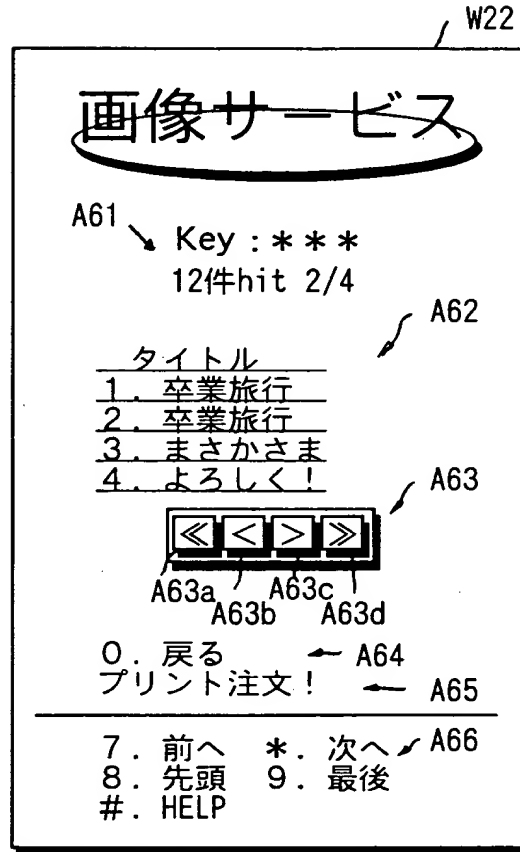 W22
画像サービス
A61
Key:***
12件hit 2/4
A62
タイトル
1. 卒業旅行
2. 卒業旅行
3. まさかさま
4. よろしく!
A63
≪ < > ≫
A63a A63b A63c A63d
0. 戻る A64
プリント注文! A65
7. 前へ *. 次へ A66
8. 先頭 9. 最後
#. HELP